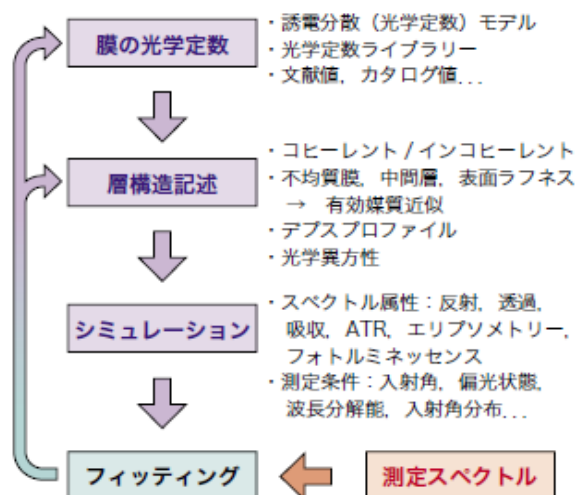 膜の光学定数
・誘電分散（光学定数）モデル
・光学定数ライブラリー
・文献値，カタログ値...
層構造記述
・コヒーレント / インコヒーレント
・不均質膜，中間層，表面ラフネス
→ 有効媒質近似
・デプスプロファイル
・光学異方性
シミュレーション
・スペクトル属性：反射，透過，
吸収，ATR，エリプソメトリー，
フォトルミネッセンス
・測定条件：入射角，偏光状態，
波長分解能，入射角分布...
フィッティング
測定スペクトル